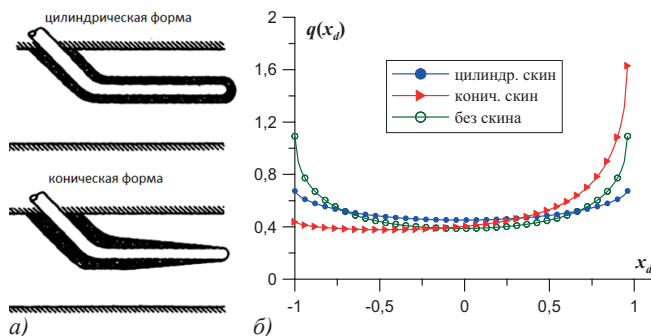 цилиндрическая форма
коническая форма
а)
q(x_d)
2
1,6
1,2
0,8
0,4
0
цилиндр. скин
конич. скин
без скина
x_d
-1
-0,5
0
0,5
1
б)